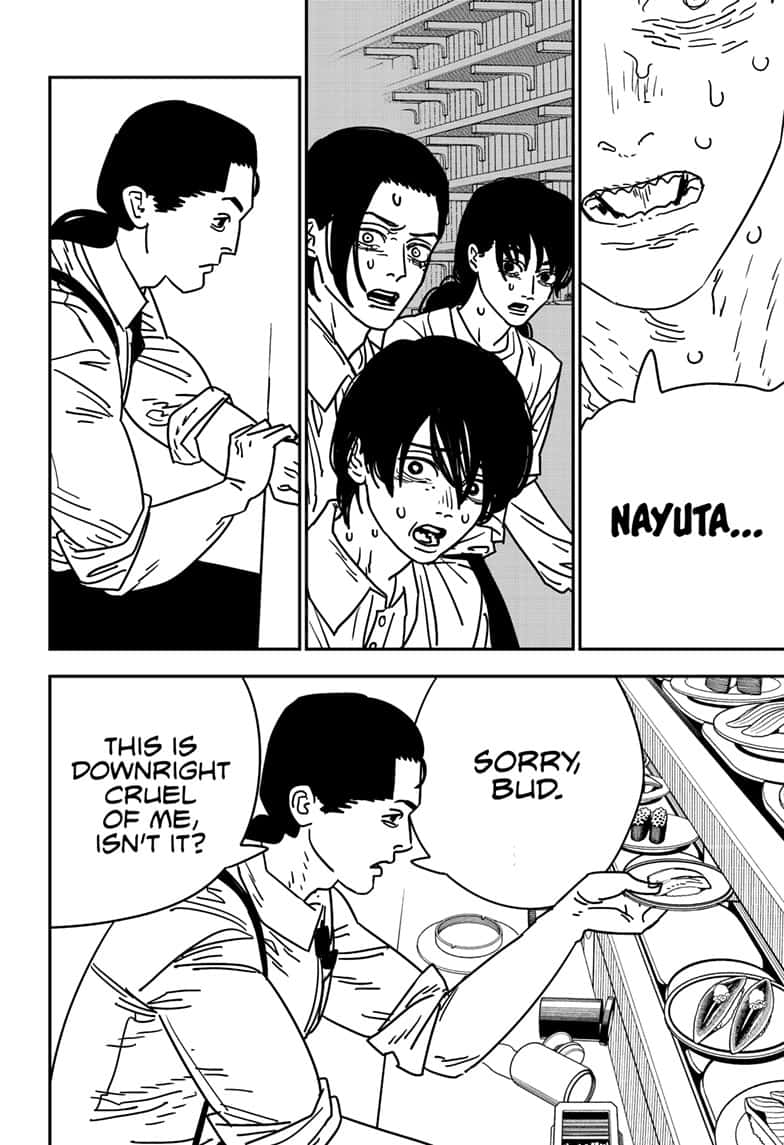 NAYUTA...
SORRY,
BUD.
THIS IS
DOWNRIGHT
CRUEL
OF ME,
ISN'T IT?